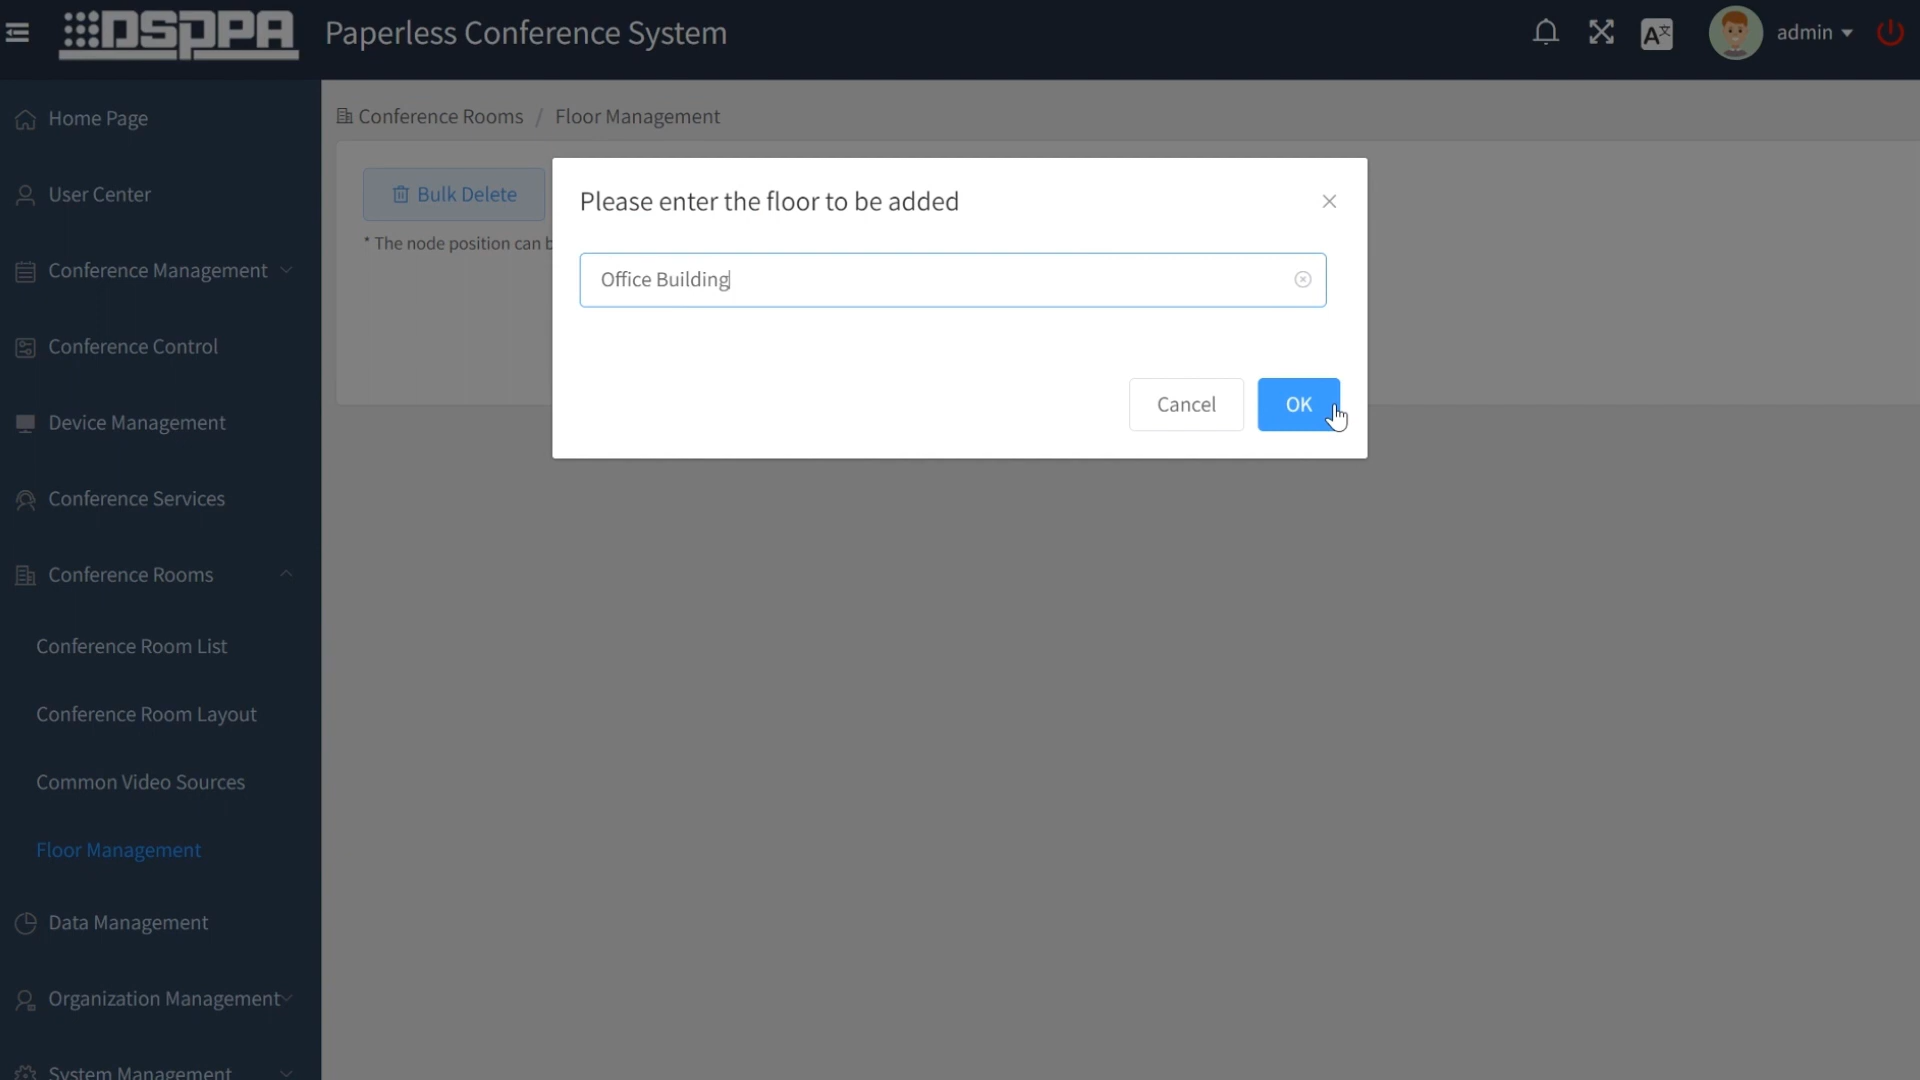 DSPPA
Paperless Conference System
admin
Home Page
User Center
Conference Management
Conference Control
Device Management
Conference Services
Conference Rooms
Conference Room List
Conference Room Layout
Common Video Sources
Floor Management
Data Management
Organization Management
System Management
Conference Rooms / Floor Management
Bulk Delete
* The node position can b
Please enter the floor to be added
Office Building
Cancel
OK